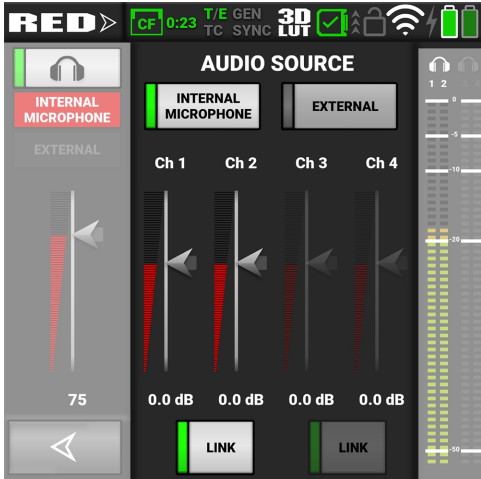 RED
CF 0:23
T/E GEN
TC SYNC
3D
LUT
INTERNAL
MICROPHONE
EXTERNAL
75
AUDIO SOURCE
INTERNAL
MICROPHONE
EXTERNAL
Ch 1 Ch 2 Ch 3 Ch 4
0.0 dB 0.0 dB 0.0 dB 0.0 dB
LINK LINK
1 2
0
-5
-10
-20
-50